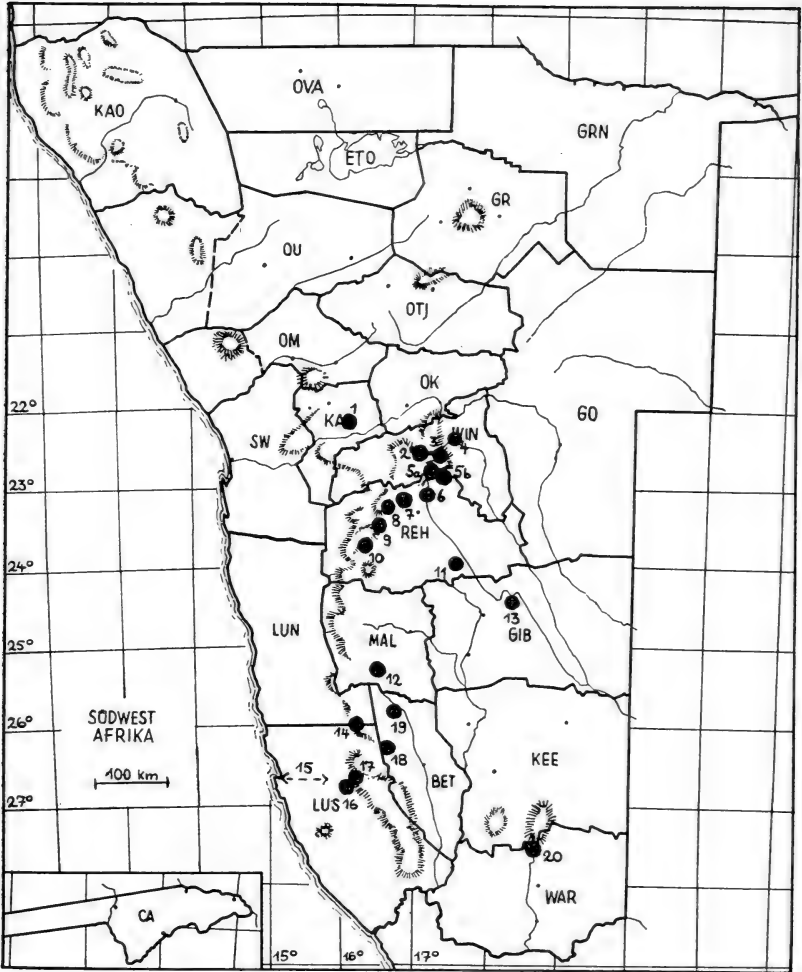 OVA
KAO
GRN
ETO
GR
OU
OTJ
OM
OK
GO
22°
KA
1
WIN
SW
2
3
4
5a
5b
23°
6
7
8
REH
9
10
24°
11
13
GIB
LUN
MAL
25°
12
SÜDWEST
AFRIKA
26°
14
19
18
KEE
100 km
15
17
BET
16
LUS
27°
20
WAR
CA
15° 16° 17°